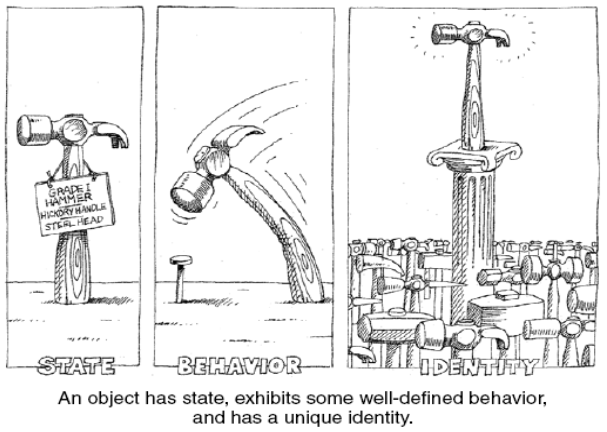 GRADE I
HAMMER
HICKORY HANDLE
STEEL HEAD
STATE
BEHAVIOR
IDENTITY
An object has state, exhibits some well-defined behavior,
and has a unique identity.